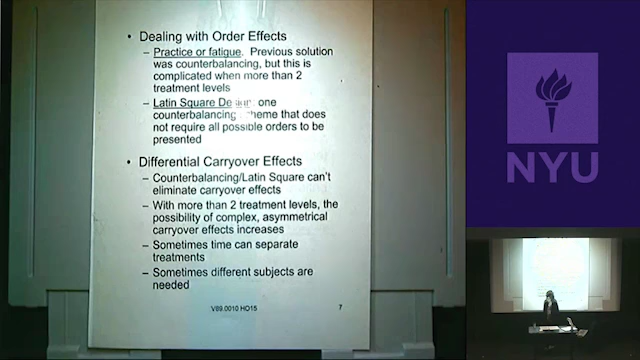 • Dealing with Order Effects
– Practice or fatigue. Previous solution
was counterbalancing, but this is
complicated when more than 2
treatment levels
– Latin Square one
counterbalancing that does
not require all possible orders to be
presented
• Differential Carryover Effects
– Counterbalancing/Latin Square can't
eliminate carryover effects
– With more than 2 treatment levels, the
possibility of complex, asymmetrical
carryover effects increases
– Sometimes time can separate
treatments
– Sometimes different subjects are
needed
V89.0010 HO15 7
NYU